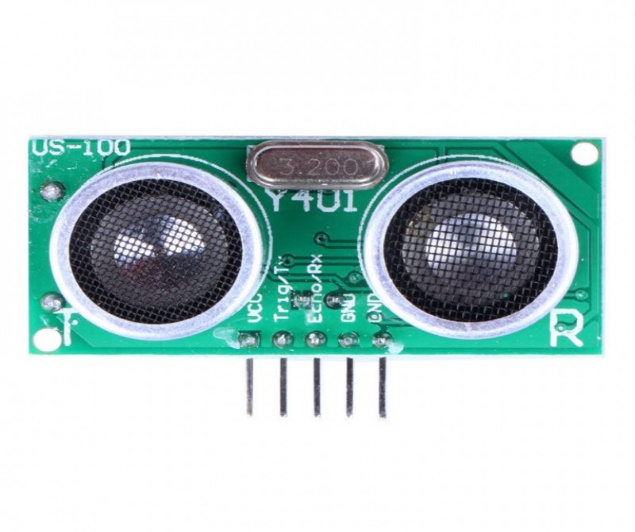 US-100
3.200
Y401
VCC
Trig/Tx
Echo/Rx
GND
GND
T
R